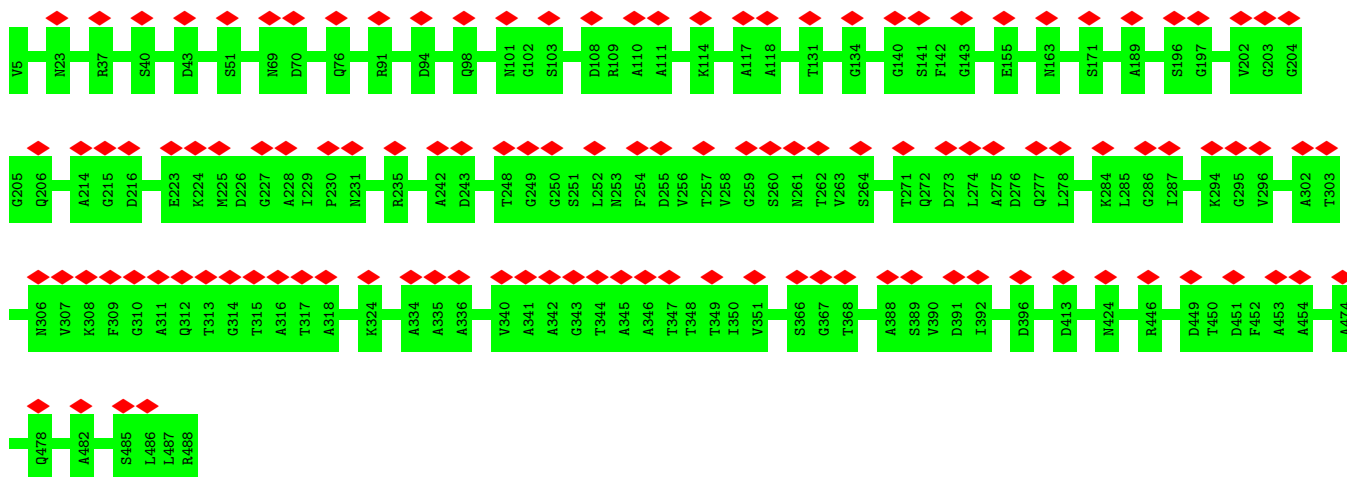 V5 N23 R37 S40 D43 S51 N69 D70 Q76 R91 D94 Q98 N101 G102 S103 D108 R109 A110 A111 K114 A117 A118 T131 G134 G140 S141 F142 G143 E155 N163 S171 A189 S196 G197 V202 G203 G204
G205 Q206 A214 G215 D216 E223 K224 M225 D226 G227 A228 I229 P230 N231 R235 A242 D243 T248 G249 G250 S251 L252 N253 F254 D255 V256 T257 V258 G259 S260 N261 T262 V263 S264 T271 Q272 D273 L274 A275 D276 Q277 L278 K284 L285 G286 I287 K294 G295 V296 A302 T303
N306 V307 K308 F309 G310 A311 Q312 T313 G314 T315 A316 T317 A318 K324 A334 A335 A336 V340 A341 A342 G343 T344 A345 A346 T347 T348 T349 I350 V351 S366 G367 T368 A388 S389 V390 D391 I392 D396 D413 N424 R446 D449 T450 D451 F452 A453 A454 A474
Q478 A482 S485 L486 L487 R488